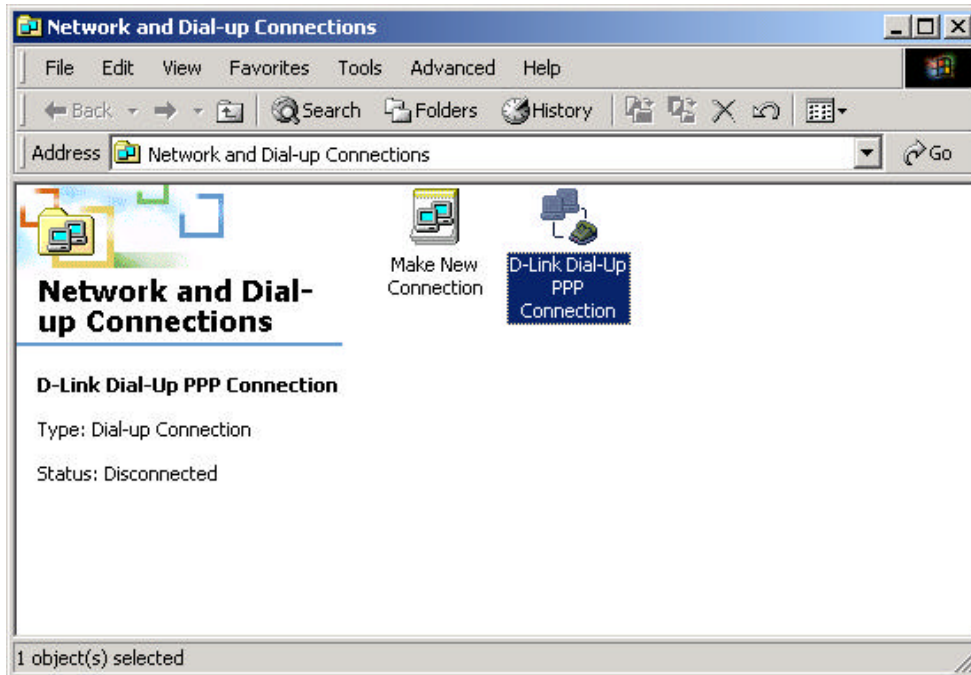 Network and Dial-up Connections
File Edit View Favorites Tools Advanced Help
Back Search Folders History
Address Network and Dial-up Connections Go
Make New
Connection
D-Link Dial-Up
PPP
Connection
Network and Dial-
up Connections
D-Link Dial-Up PPP Connection
Type: Dial-up Connection
Status: Disconnected
1 object(s) selected